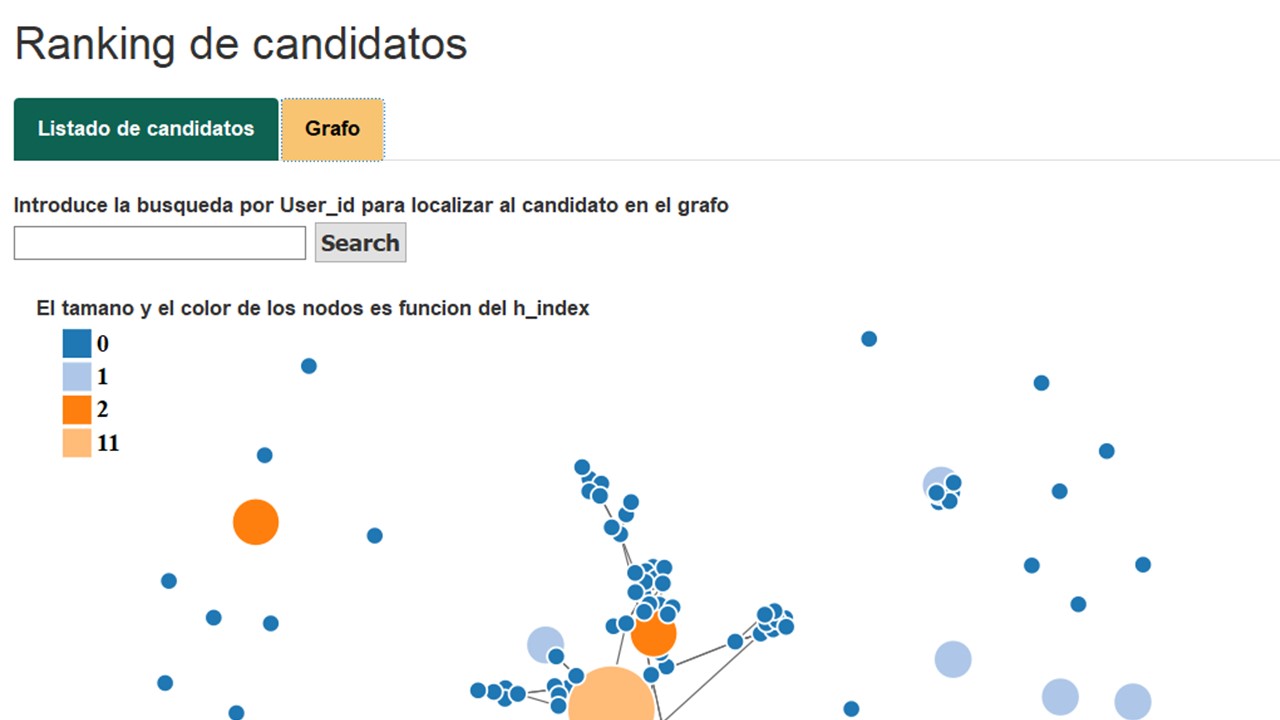 Ranking de candidatos
Listado de candidatos
Grafo
Introduce la busqueda por User_id para localizar al candidato en el grafo
Search
El tamano y el color de los nodos es funcion del h_index
0
1
2
11